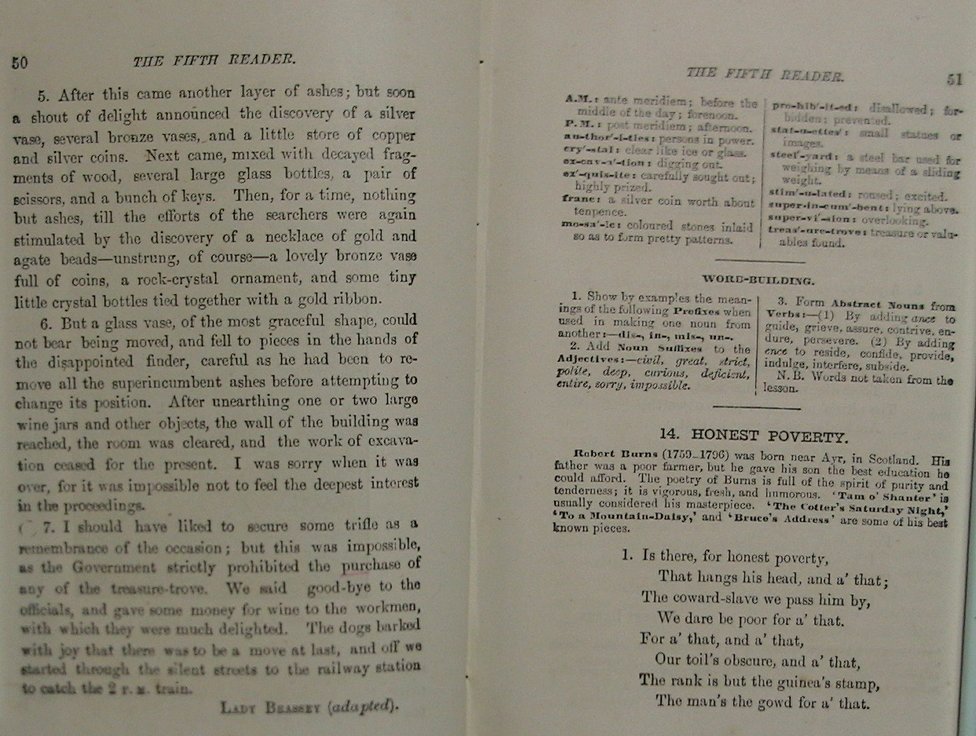 50 THE FIFTH READER.
5. After this came another layer of ashes; but soon
a shout of delight announced the discovery of a silver
vase, several bronze vases, and a little store of copper
and silver coins. Next came, mixed with decayed frag-
ments of wood, several large glass bottles, a pair of
scissors, and a bunch of keys. Then, for a time, nothing
but ashes, till the efforts of the searchers were again
stimulated by the discovery of a necklace of gold and
agate beads—unstrung, of course—a lovely bronze vase
full of coins, a rock-crystal ornament, and some tiny
little crystal bottles tied together with a gold ribbon.
6. But a glass vase, of the most graceful shape, could
not bear being moved, and fell to pieces in the hands of
the disappointed finder, careful as he had been to re-
move all the superincumbent ashes before attempting to
change its position. After unearthing one or two large
wine jars and other objects, the wall of the building was
reached, the room was cleared, and the work of excava-
tion ceased for the present. I was sorry when it was
over, for it was impossible not to feel the deepest interest
in the proceedings.
7. I should have liked to secure some trifle as a
remembrance of the occasion; but this was impossible,
as the Government strictly prohibited the purchase of
any of the treasure-trove. We said good-bye to the
officials, and gave some money for wine to the workmen,
with which they were much delighted. The dogs barked
with joy that there was to be a move at last, and off we
started through the silent streets to the railway station
to catch the 2 P.M. train.
LADY BRASSEY (adapted).
THE FIFTH READER. 51
A.M.: ante meridiem; before the
middle of the day; forenoon.
P.M.: post meridiem; afternoon.
au-thor´-i-ties: persons in power.
cry´-stal: clear like ice or glass.
ex-cav-a´-tion: digging out.
ex´-quis-ite: carefully sought out;
highly prized.
franc: a silver coin worth about
tenpence.
mo-sa´-ic: coloured stones inlaid
so as to form pretty patterns.
pro-hib´-it-ed: disallowed; for-
bidden; prevented.
stat-u-ettes´: small statues or
images.
steel´-yard: a steel bar used for
weighing by means of a sliding
weight.
stim´-u-lated: roused; excited.
super-in-cum´-bent: lying above.
super-vi´-sion: overlooking.
treas´-ure-trove: treasure or valu-
ables found.
WORD-BUILDING.
1. Show by examples the mean-
ings of the following Prefixes when
used in making one noun from
another:—dis-, in-, mis-, un-.
2. Add Noun Suffixes to the
Adjectives:—civil, great, strict,
polite, deep, curious, deficient,
entire, sorry, impossible.
3. Form Abstract Nouns from
Verbs:—(1) By adding ance to
guide, grieve, assure, contrive, en-
dure, persevere. (2) By adding
ence to reside, confide, provide,
indulge, interfere, subside.
N.B. Words not taken from the
lesson.
14. HONEST POVERTY.
Robert Burns (1759-1796) was born near Ayr, in Scotland. His
father was a poor farmer, but he gave his son the best education he
could afford. The poetry of Burns is full of the spirit of purity and
tenderness; it is vigorous, fresh, and humorous. 'Tam o' Shanter' is
usually considered his masterpiece. 'The Cotter's Saturday Night,'
'To a Mountain-Daisy,' and 'Bruce's Address' are some of his best
known pieces.
1. Is there, for honest poverty,
That hangs his head, and a' that;
The coward-slave we pass him by,
We dare be poor for a' that.
For a' that, and a' that,
Our toil's obscure, and a' that,
The rank is but the guinea's stamp,
The man's the gowd for a' that.